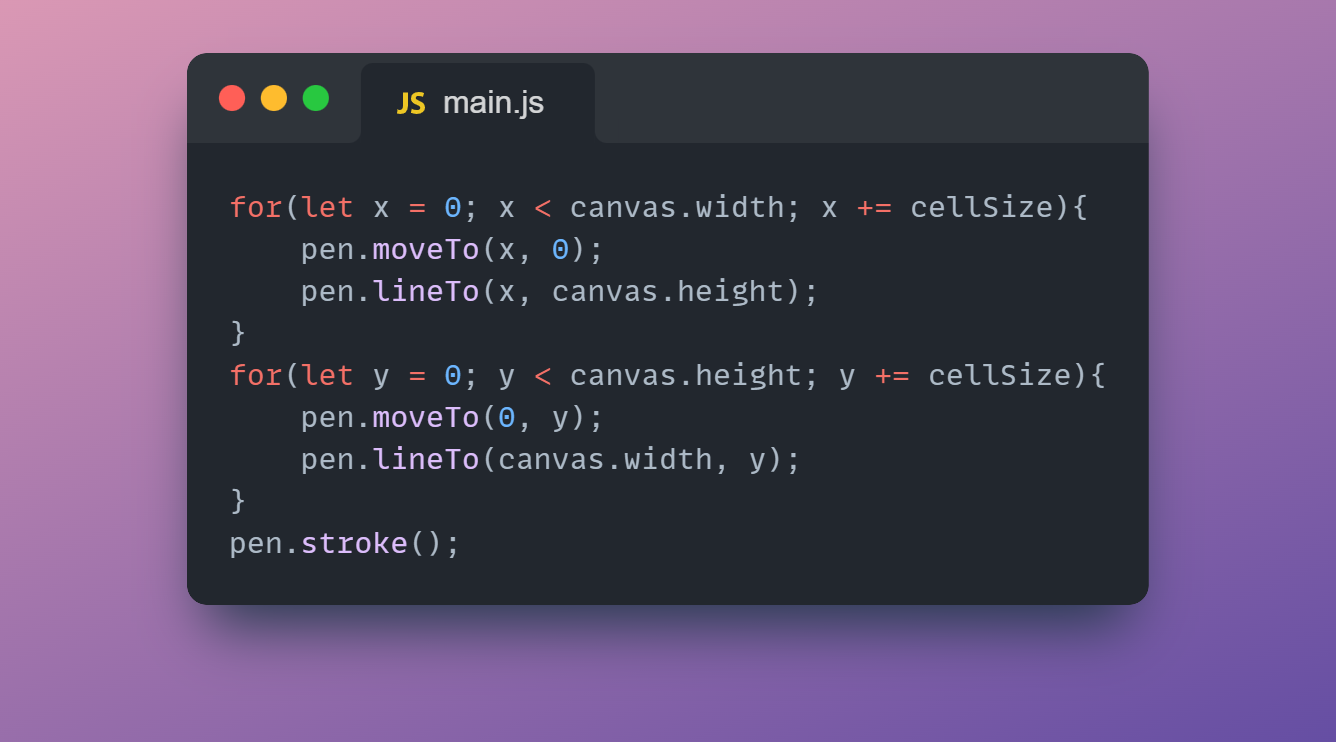 JS main.js
for(let x = 0; x < canvas.width; x += cellSize){
    pen.moveTo(x, 0);
    pen.lineTo(x, canvas.height);
}
for(let y = 0; y < canvas.height; y += cellSize){
    pen.moveTo(0, y);
    pen.lineTo(canvas.width, y);
}
pen.stroke();